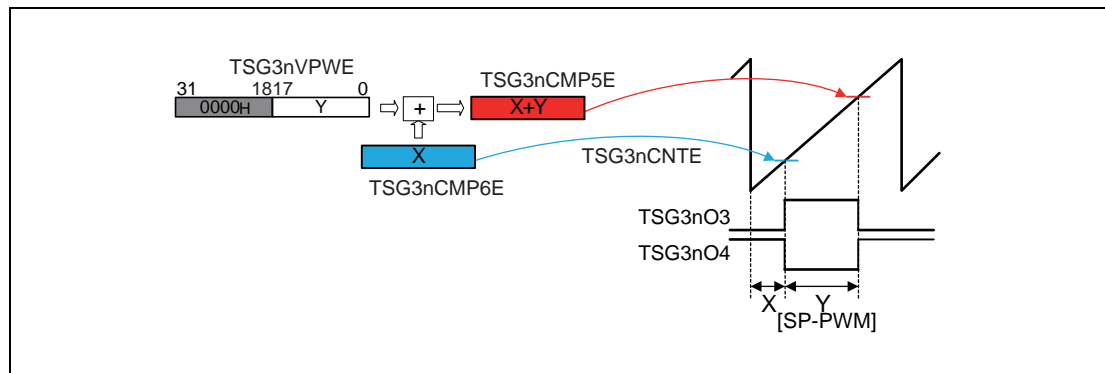 TSG3nVPWE
31 1817 0
0000H Y
+
TSG3nCMP5E
X+Y
X
TSG3nCMP6E
TSG3nCNTE
TSG3nO3
TSG3nO4
X Y
[SP-PWM]